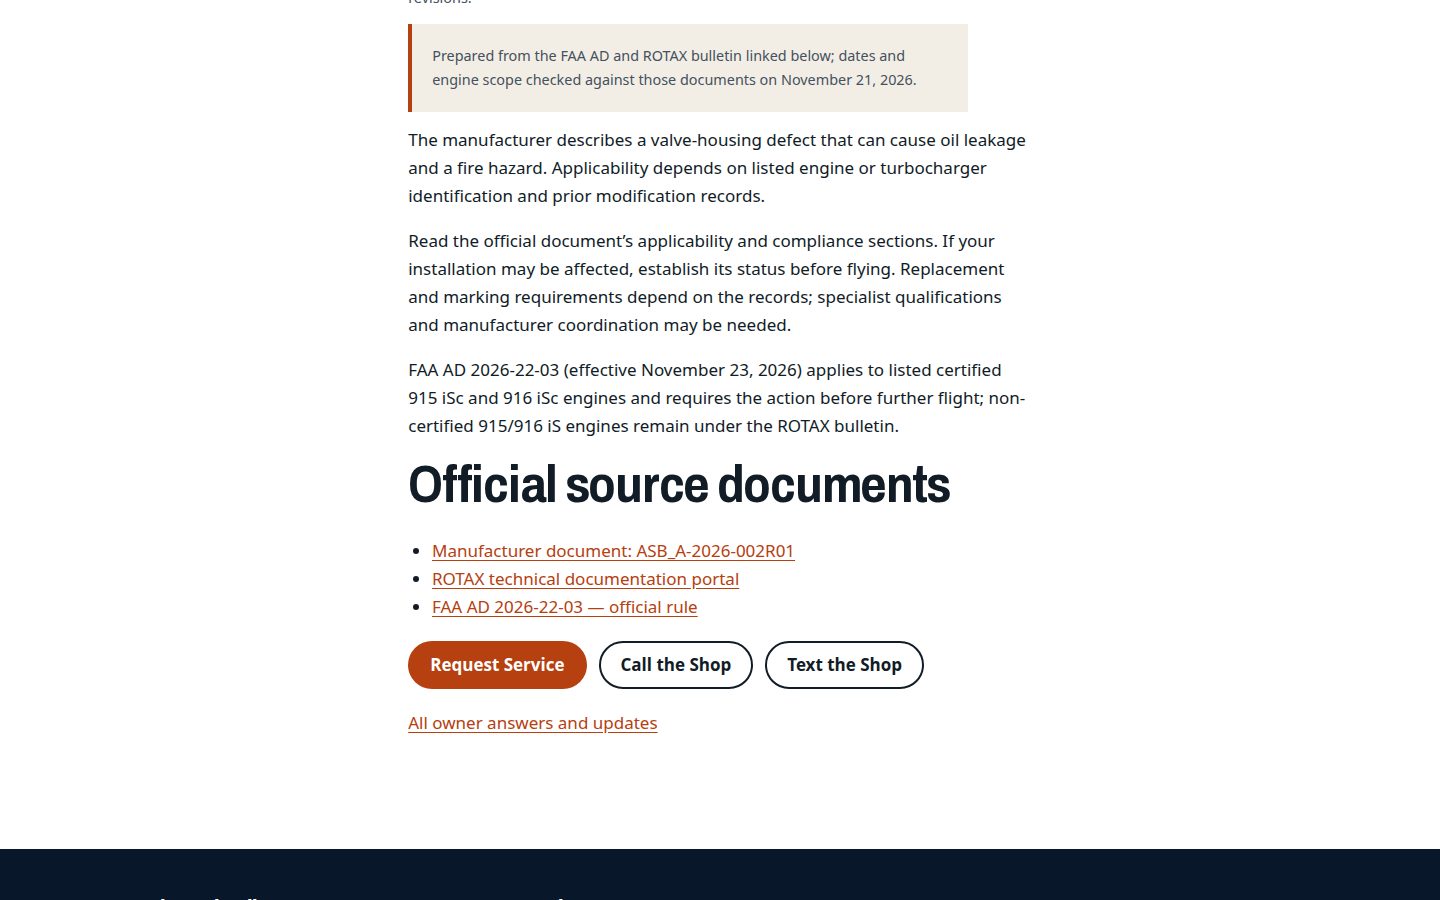 revisions.
Prepared from the FAA AD and ROTAX bulletin linked below; dates and
engine scope checked against those documents on November 21, 2026.
The manufacturer describes a valve-housing defect that can cause oil leakage
and a fire hazard. Applicability depends on listed engine or turbocharger
identification and prior modification records.
Read the official document’s applicability and compliance sections. If your
installation may be affected, establish its status before flying. Replacement
and marking requirements depend on the records; specialist qualifications
and manufacturer coordination may be needed.
FAA AD 2026-22-03 (effective November 23, 2026) applies to listed certified
915 iSc and 916 iSc engines and requires the action before further flight; non-
certified 915/916 iS engines remain under the ROTAX bulletin.
Official source documents
Manufacturer document: ASB_A-2026-002R01
ROTAX technical documentation portal
FAA AD 2026-22-03 — official rule
Request Service Call the Shop Text the Shop
All owner answers and updates